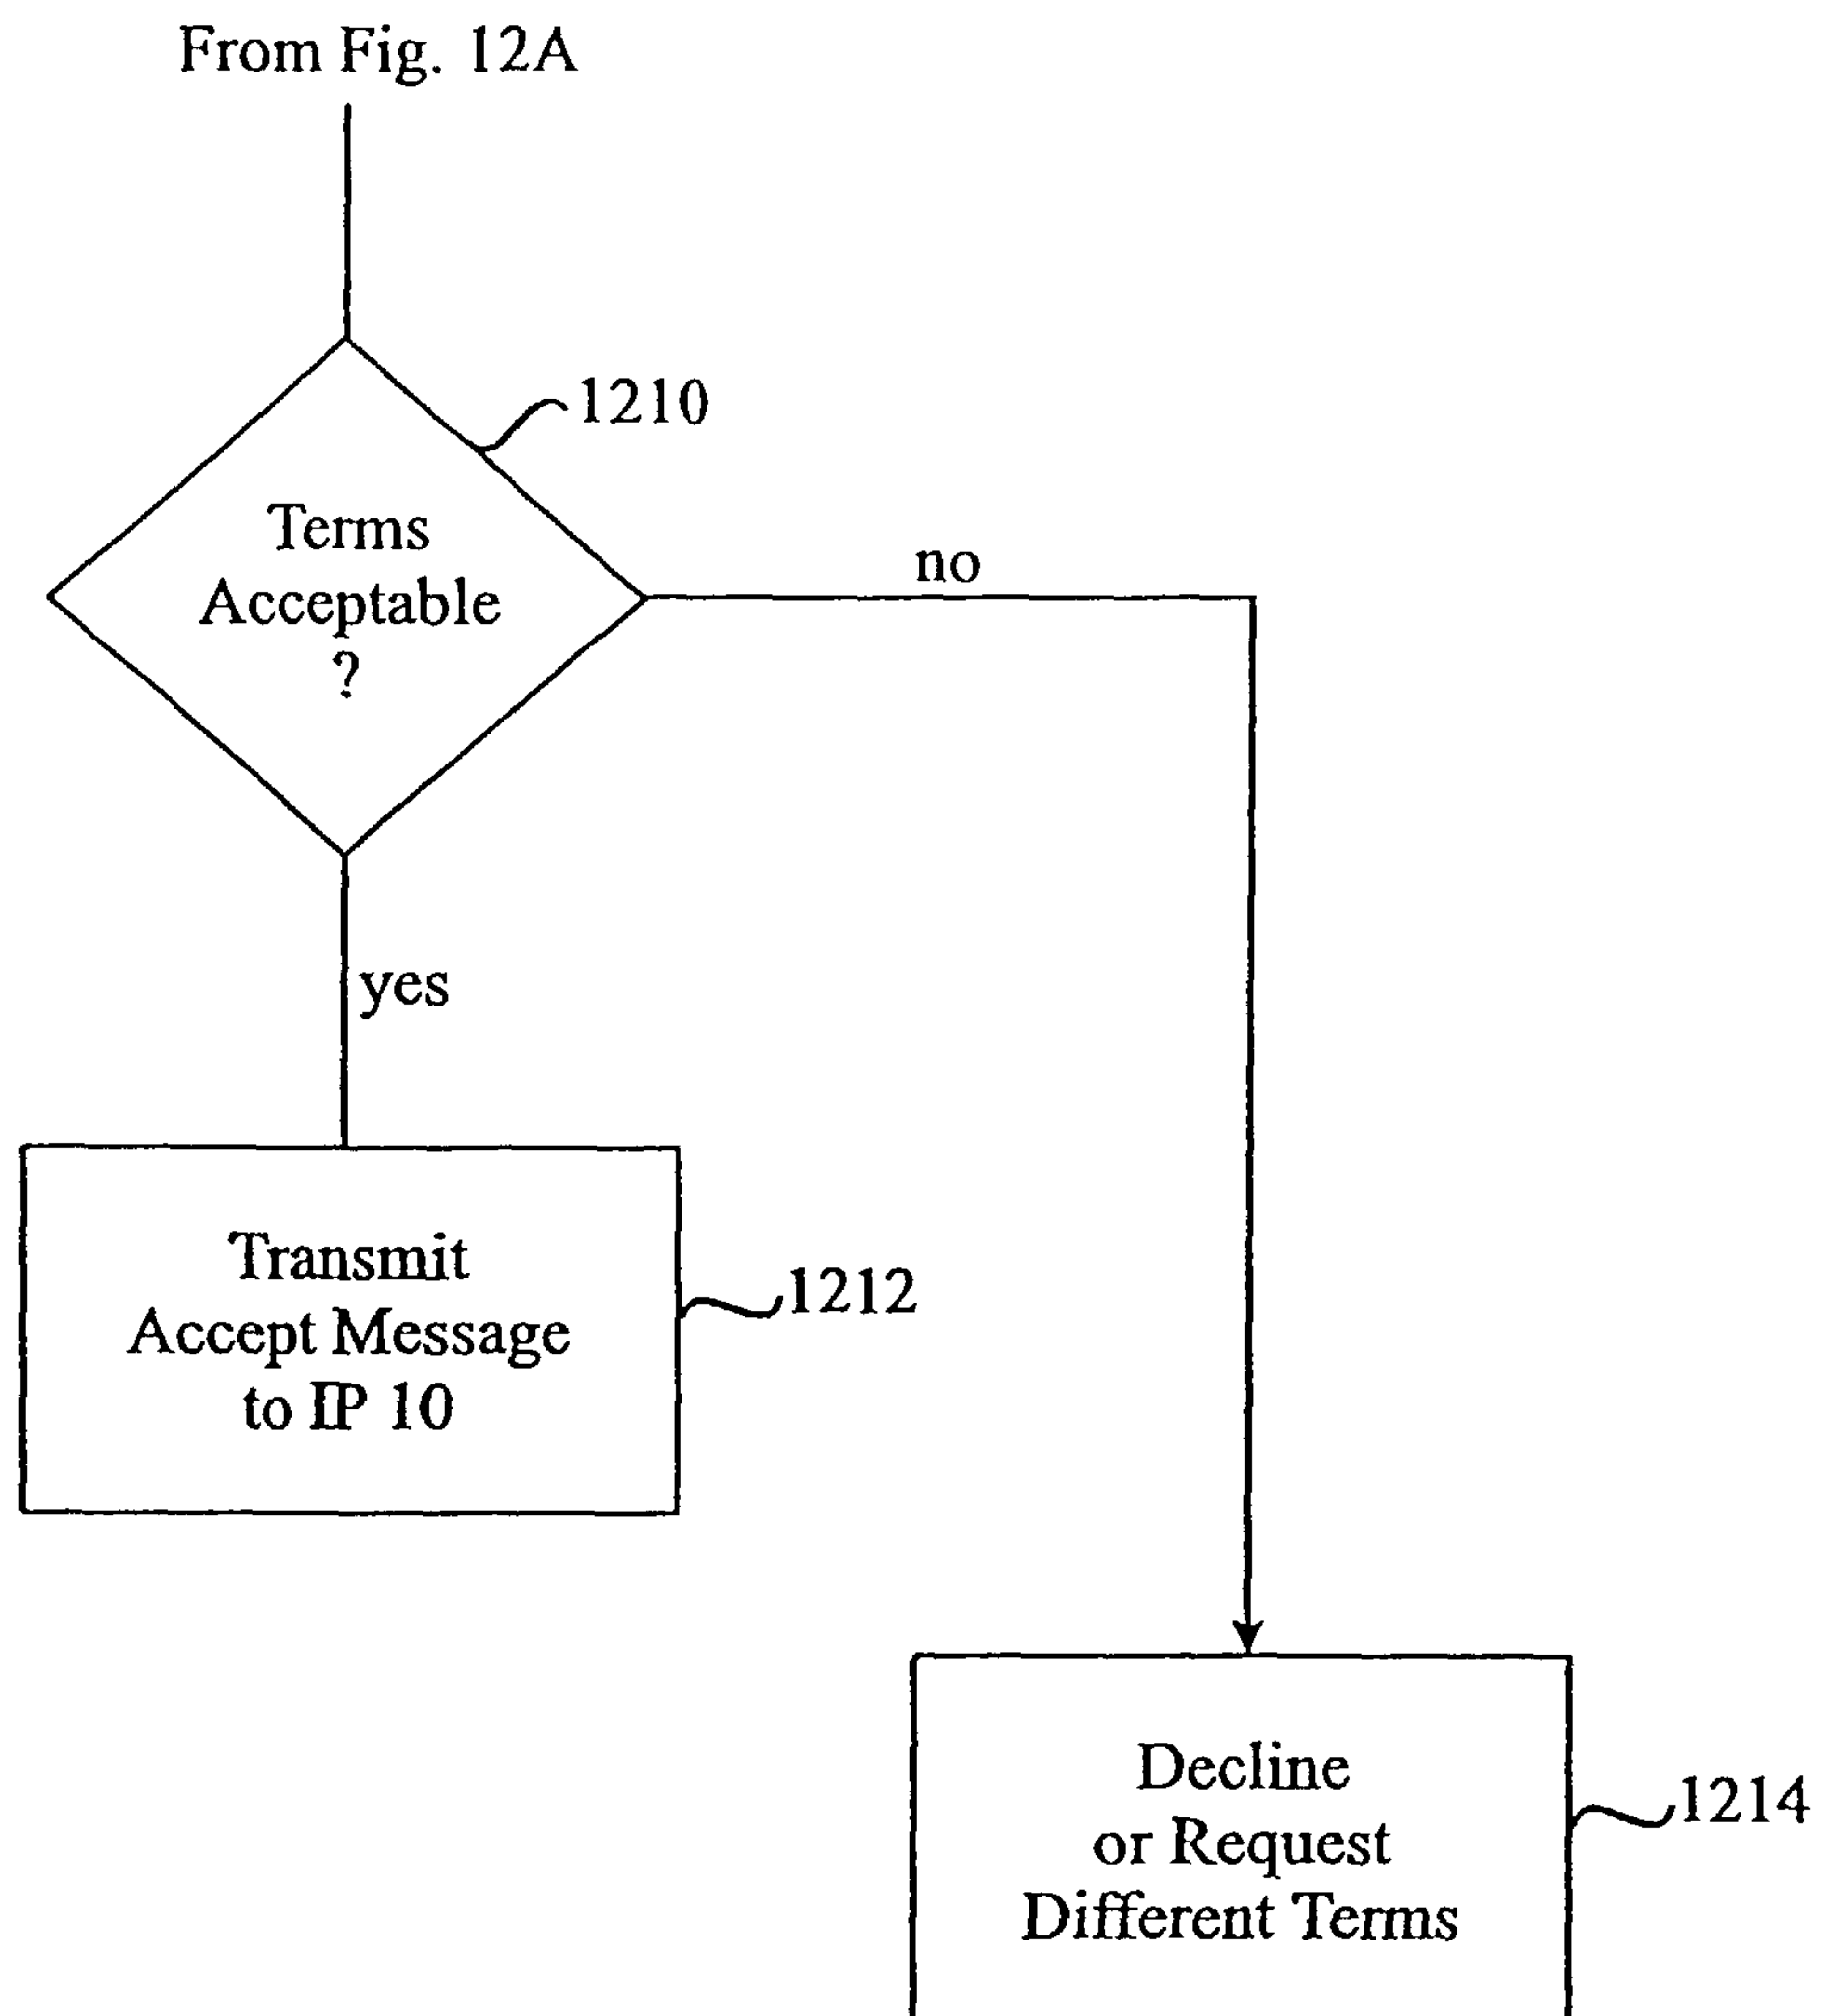 From Fig. 12A
1210
Terms
Acceptable
?
no
yes
Transmit
Accept Message
to IP 10
1212
Decline
or Request
Different Terms
1214